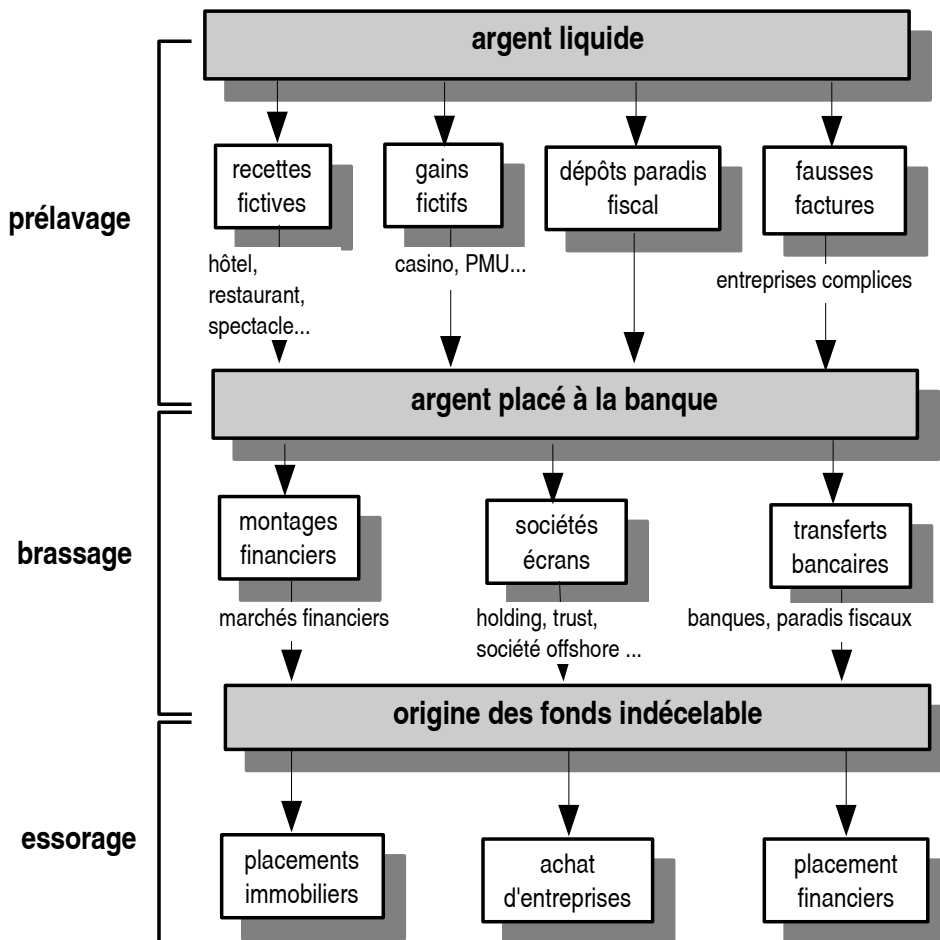 argent liquide
prélavage
recettes
fictives
gains
fictifs
dépôts paradis
fiscal
fausses
factures
hôtel,
restaurant,
spectacle...
casino, PMU...
entreprises complices
argent placé à la banque
brassage
montages
financiers
sociétés
écrans
transferts
bancaires
marchés financiers
holding, trust,
société offshore ...
banques, paradis fiscaux
origine des fonds indécelable
essorage
placements
immobiliers
achat
d'entreprises
placement
financiers